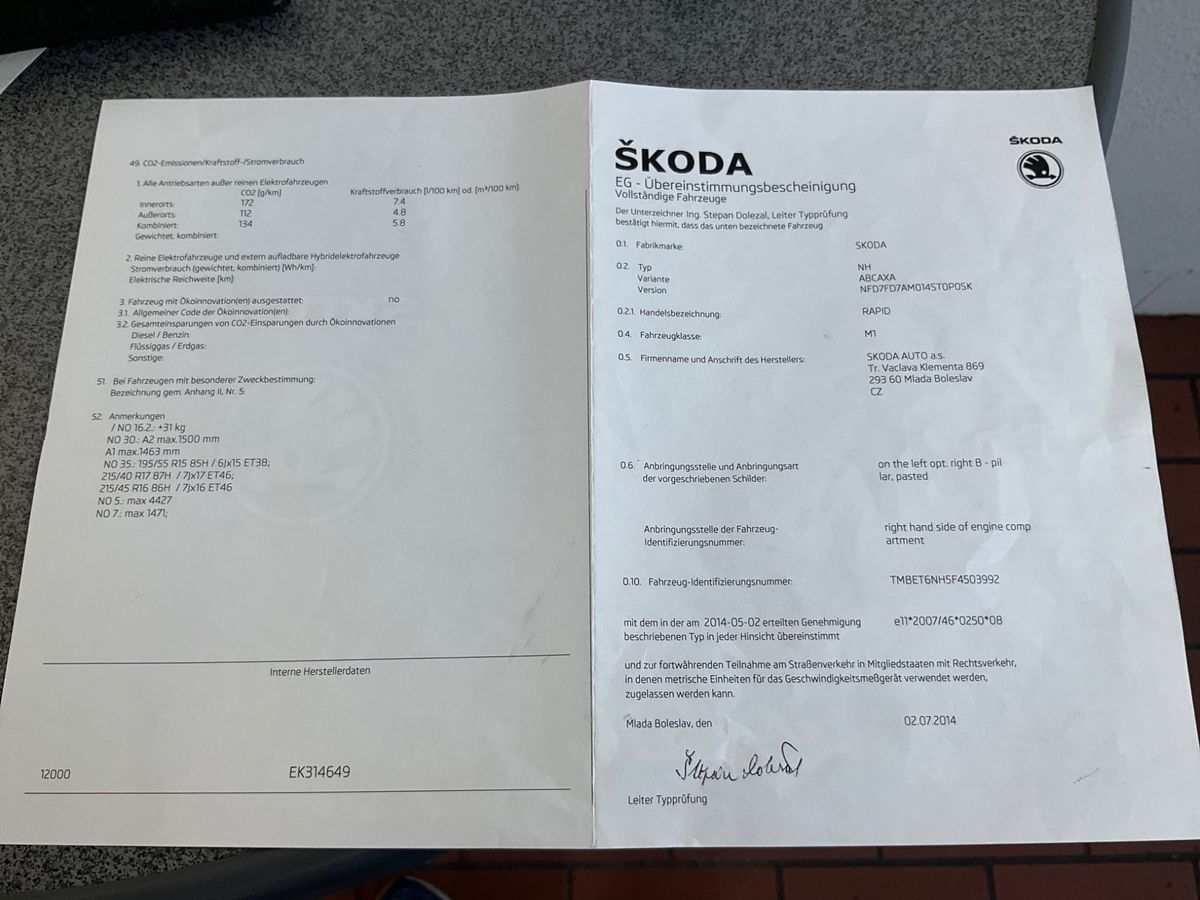 49. CO2-Emissionen/Kraftstoff-/Stromverbrauch
1. Alle Antriebsarten außer reinen Elektrofahrzeugen
CO2 [g/km] Kraftstoffverbrauch [l/100 km] od. [m³/100 km]:
Innerorts: 172 7.4
Außerorts: 112 4.8
Kombiniert: 134 5.8
Gewichtet, kombiniert:
2. Reine Elektrofahrzeuge und extern aufladbare Hybridelektrofahrzeuge
Stromverbrauch (gewichtet, kombiniert) [Wh/km]:
Elektrische Reichweite [km]:
3. Fahrzeug mit Ökoinnovation(en) ausgestattet: no
3.1. Allgemeiner Code der Ökoinnovation(en):
3.2. Gesamteinsparungen von CO2-Einsparungen durch Ökoinnovationen
Diesel / Benzin:
Flüssiggas / Erdgas:
Sonstige:
51. Bei Fahrzeugen mit besonderer Zweckbestimmung:
Bezeichnung gem. Anhang II, Nr. 5:
52. Anmerkungen
/ NO 16.2.: +31 kg
NO 30.: A2 max.1500 mm
A1 max.1463 mm
NO 35.: 195/55 R15 85H / 6Jx15 ET38;
215/40 R17 87H / 7Jx17 ET46;
215/45 R16 86H / 7Jx16 ET46
NO 5.: max 4427
NO 7.: max 1471;
Interne Herstellerdaten
12000 EK314649
ŠKODA
ŠKODA
EG - Übereinstimmungsbescheinigung
Vollständige Fahrzeuge
Der Unterzeichner Ing. Stepan Dolezal, Leiter Typprüfung
bestätigt hiermit, dass das unten bezeichnete Fahrzeug
0.1. Fabrikmarke: SKODA
0.2. Typ NH
Variante ABCAXA
Version NFD7FD7AM014ST0P0SK
0.2.1. Handelsbezeichnung: RAPID
0.4. Fahrzeugklasse: M1
0.5. Firmenname und Anschrift des Herstellers: SKODA AUTO a.s.
Tr. Vaclava Klementa 869
293 60 Mlada Boleslav
CZ
0.6. Anbringungsstelle und Anbringungsart on the left opt. right B - pil
der vorgeschriebenen Schilder: lar, pasted
Anbringungsstelle der Fahrzeug- right hand side of engine comp
Identifizierungsnummer: artment
0.10. Fahrzeug-Identifizierungsnummer: TMBET6NH5F4503992
mit dem in der am 2014-05-02 erteilten Genehmigung e11*2007/46*0250*08
beschriebenen Typ in jeder Hinsicht übereinstimmt
und zur fortwährenden Teilnahme am Straßenverkehr in Mitgliedstaaten mit Rechtsverkehr,
in denen metrische Einheiten für das Geschwindigkeitsmeßgerät verwendet werden,
zugelassen werden kann.
Mlada Boleslav, den 02.07.2014
Stepan Dolezal
Leiter Typprüfung